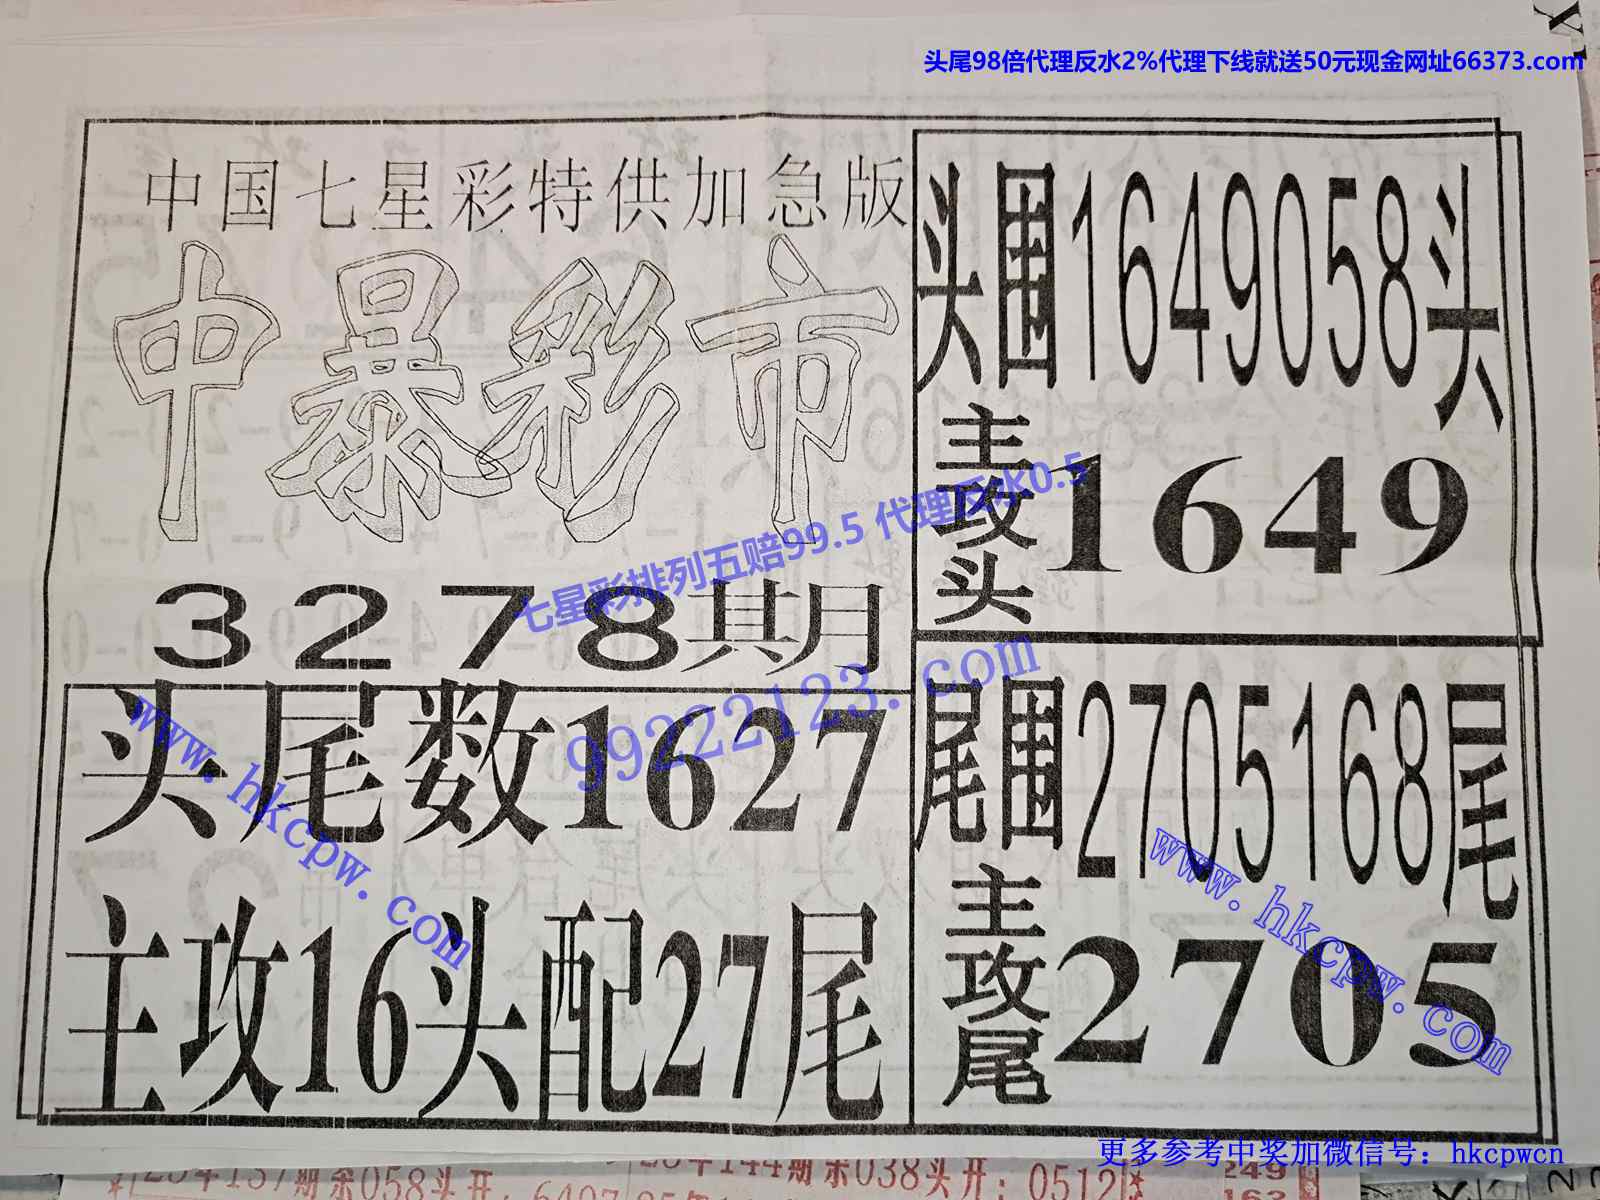 头尾98倍代理反水2%代理下线就送50元现金网址66373.com
中国七星彩特供加急版
中暴彩市
3278期
头尾数1627
主攻16头配27尾
头围1649058头
主攻头1649
尾围2705168尾
主攻尾2705
七星彩排列五赔99.5 代理反水0.5
99222123.com
www.hkcpw.com
www.hkcpw.com
更多参考中奖加微信号：hkcpwcn